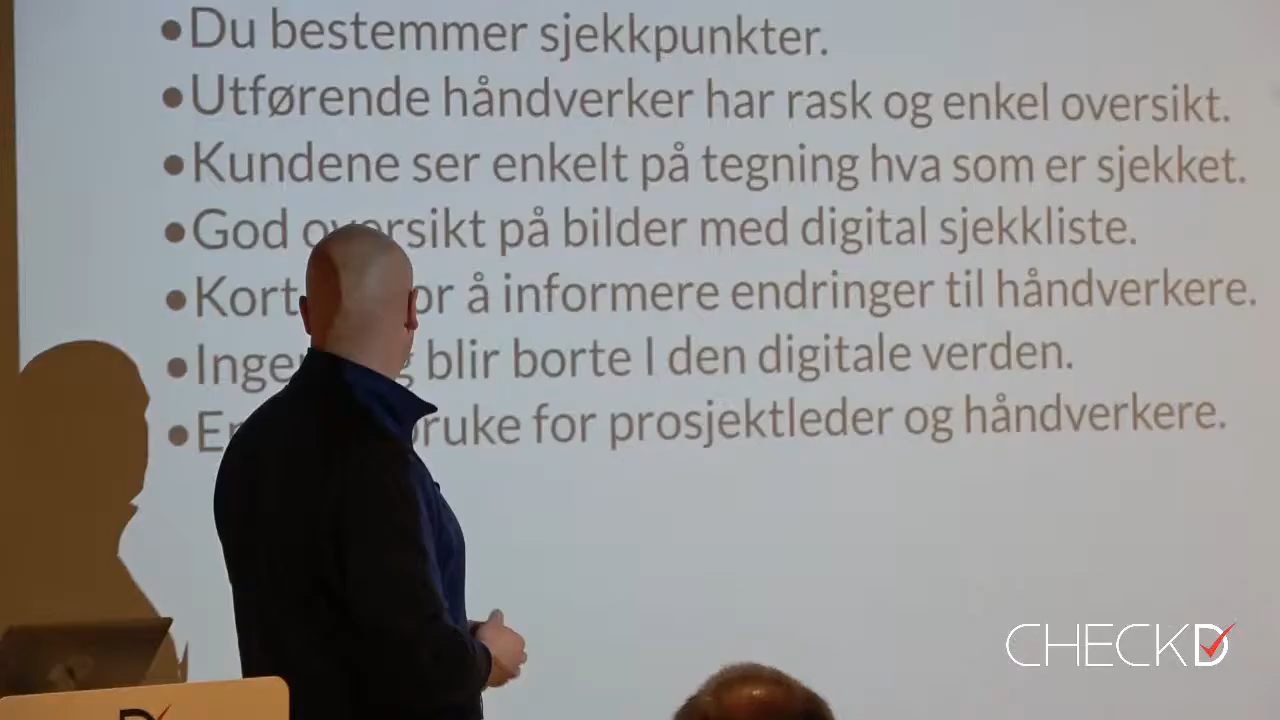 •Du bestemmer sjekkpunkter.
•Utførende håndverker har rask og enkel oversikt.
•Kundene ser enkelt på tegning hva som er sjekket.
•God oversikt på bilder med digital sjekkliste.
•Kort å informere endringer til håndverkere.
• blir borte I den digitale verden.
• for prosjektleder og håndverkere.
CHECKD